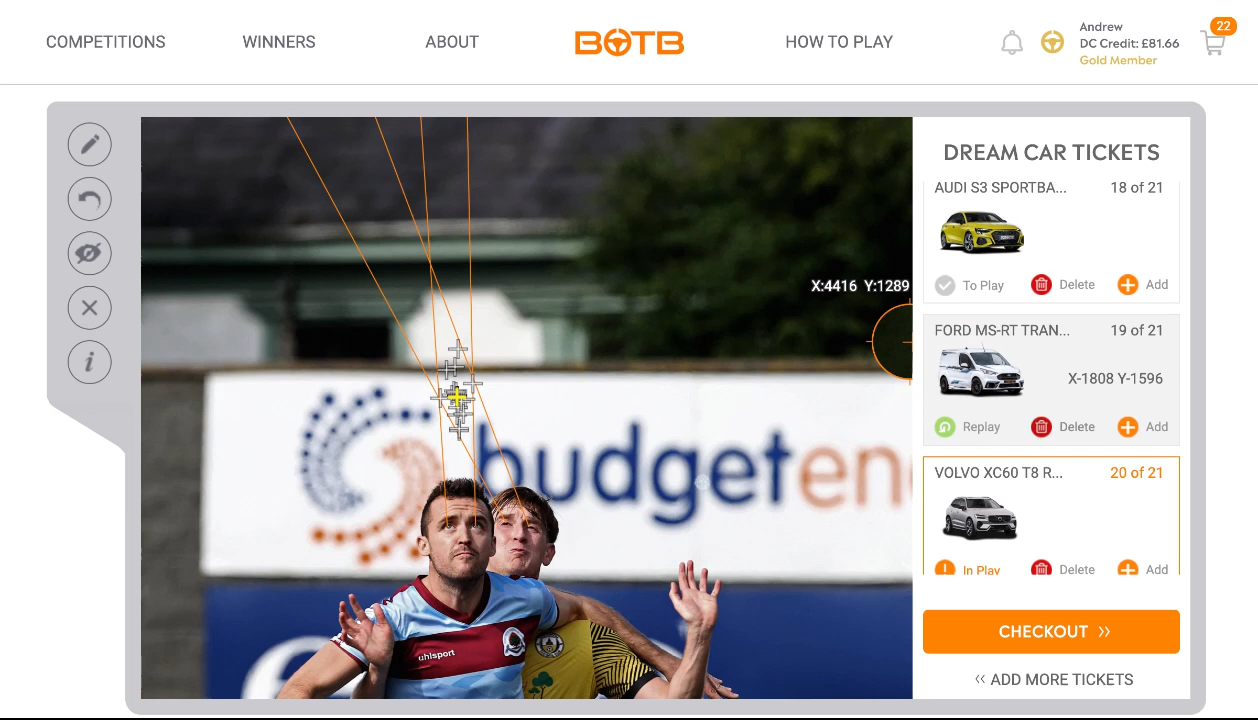 COMPETITIONS
WINNERS
ABOUT
BOTB
HOW TO PLAY
Andrew
DC Credit: £81.66
Gold Member
22
X:4416 Y:1289
budgeten
uhlsport
DREAM CAR TICKETS
AUDI S3 SPORTBA... 18 of 21
To Play Delete Add
FORD MS-RT TRAN... 19 of 21
X-1808 Y-1596
Replay Delete Add
VOLVO XC60 T8 R... 20 of 21
In Play Delete Add
CHECKOUT »
« ADD MORE TICKETS